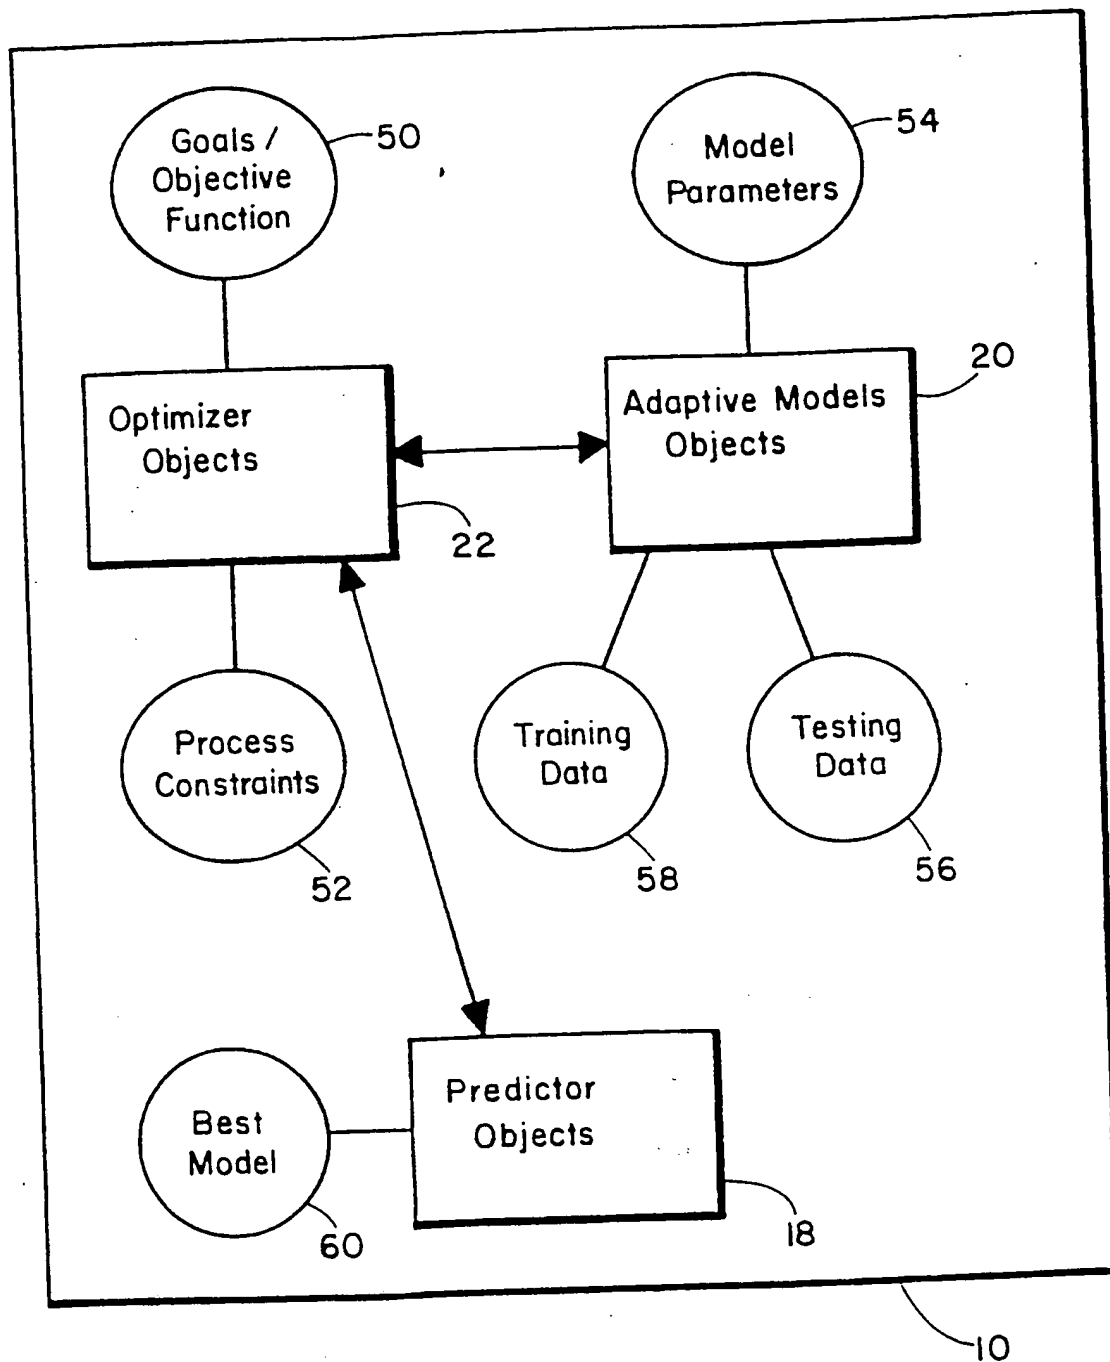 Goals /
Objective
Function
50
Model
Parameters
54
Optimizer
Objects
22
Adaptive Models
Objects
20
Process
Constraints
52
Training
Data
58
Testing
Data
56
Best
Model
60
Predictor
Objects
18
10